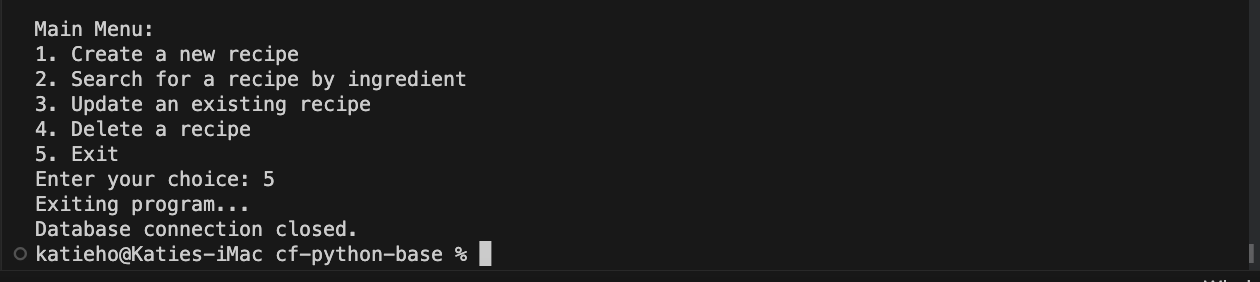 Main Menu:
1. Create a new recipe
2. Search for a recipe by ingredient
3. Update an existing recipe
4. Delete a recipe
5. Exit
Enter your choice: 5
Exiting program...
Database connection closed.
katieho@Katies-iMac cf-python-base %